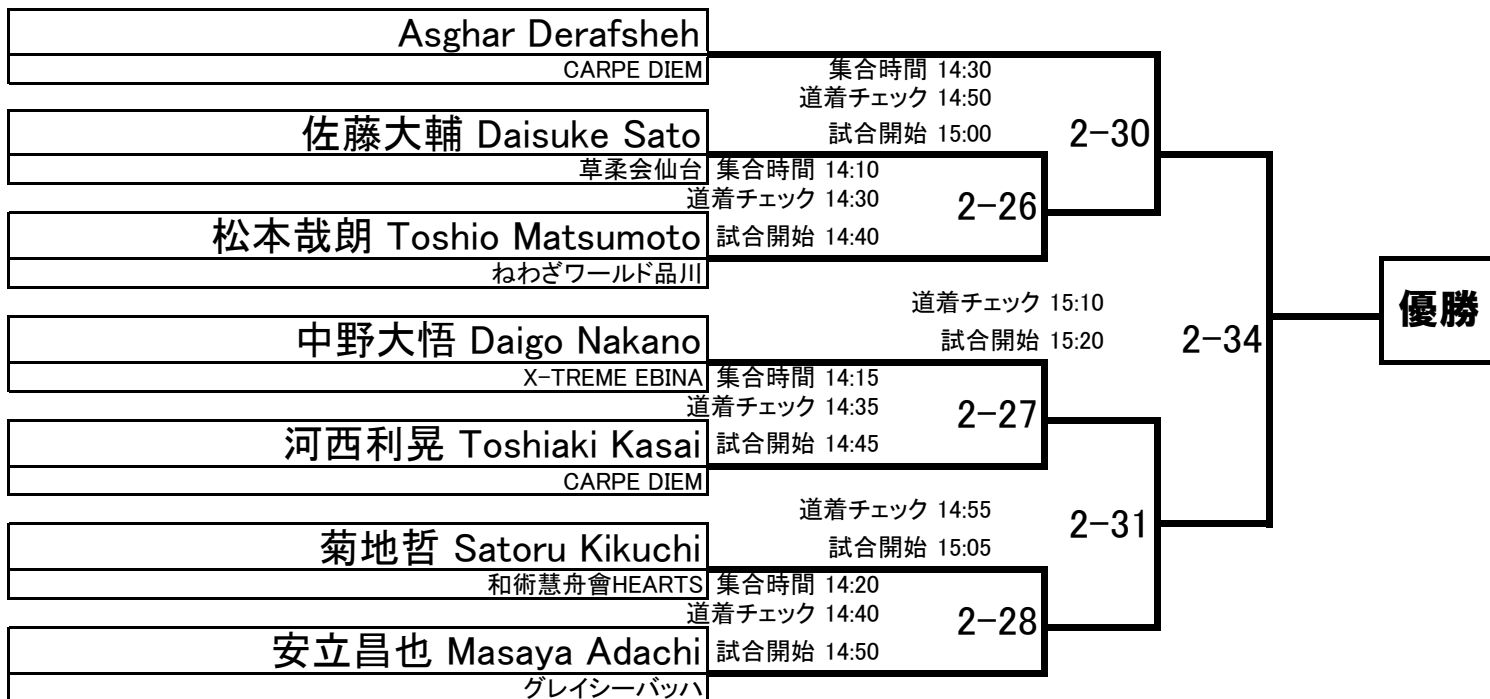 Asghar Derafsheh
CARPE DIEM
集合時間 14:30
道着チェック 14:50
試合開始 15:00
2-30
佐藤大輔 Daisuke Sato
草柔会仙台
集合時間 14:10
道着チェック 14:30
試合開始 14:40
2-26
松本哉朗 Toshio Matsumoto
ねわざワールド品川
道着チェック 15:10
試合開始 15:20
2-34
優勝
中野大悟 Daigo Nakano
X-TREME EBINA
集合時間 14:15
道着チェック 14:35
試合開始 14:45
2-27
河西利晃 Toshiaki Kasai
CARPE DIEM
道着チェック 14:55
試合開始 15:05
2-31
菊地哲 Satoru Kikuchi
和術慧舟會HEARTS
集合時間 14:20
道着チェック 14:40
試合開始 14:50
2-28
安立昌也 Masaya Adachi
グレイシーバッハ